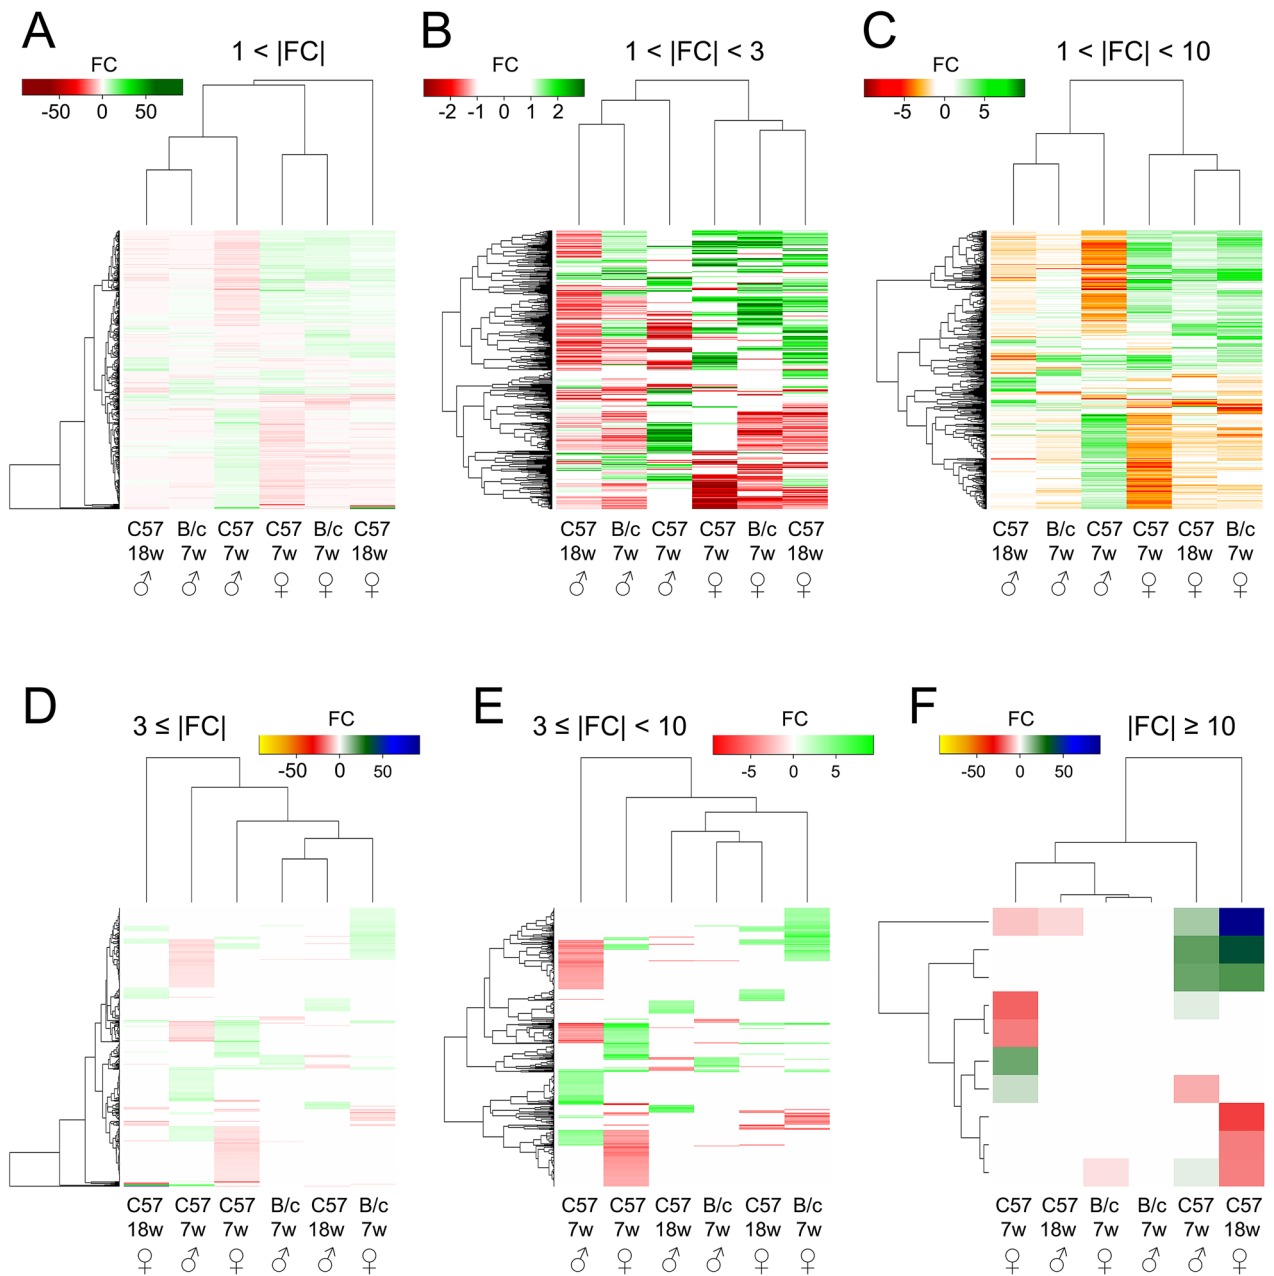 A
1 < |FC|
FC
-50 0 50
C57 B/c C57 C57 B/c C57
18w 7w 7w 7w 7w 18w
♂ ♂ ♂ ♀ ♀ ♀
B
1 < |FC| < 3
FC
-2 -1 0 1 2
C57 B/c C57 C57 B/c C57
18w 7w 7w 7w 7w 18w
♂ ♂ ♂ ♀ ♀ ♀
C
1 < |FC| < 10
FC
-5 0 5
C57 B/c C57 C57 C57 B/c
18w 7w 7w 7w 18w 7w
♂ ♂ ♂ ♀ ♀ ♀
D
3 ≤ |FC|
FC
-50 0 50
C57 C57 C57 B/c C57 B/c
18w 7w 7w 7w 18w 7w
♀ ♂ ♀ ♂ ♂ ♀
E
3 ≤ |FC| < 10
FC
-5 0 5
C57 C57 C57 B/c C57 B/c
7w 7w 18w 7w 18w 7w
♂ ♀ ♂ ♂ ♀ ♀
F
|FC| ≥ 10
FC
-50 0 50
C57 C57 B/c B/c C57 C57
7w 18w 7w 7w 7w 18w
♀ ♂ ♀ ♂ ♂ ♀